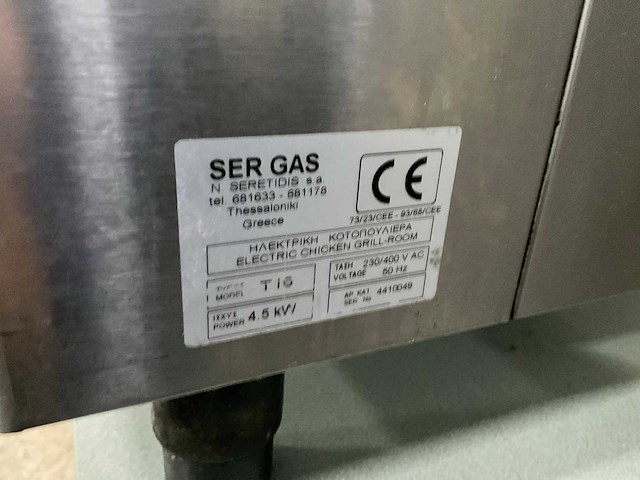 SER GAS
N. SERETIDIS s.a.
tel. 681633 - 681178
Thessaloniki
Greece
CE
73/23/CEE - 93/68/CEE
ΗΛΕΚΤΡΙΚΗ ΚΟΤΟΠΟΥΛΙΕΡΑ
ELECTRIC CHICKEN GRILL-ROOM
MODEL
ΤΑΣΗ 230/400 V AC
VOLTAGE 50 Hz
ΙΣΧΥΣ
POWER 4.5 kW
ΑΡ. ΚΑΤ. 4410049
SER. No